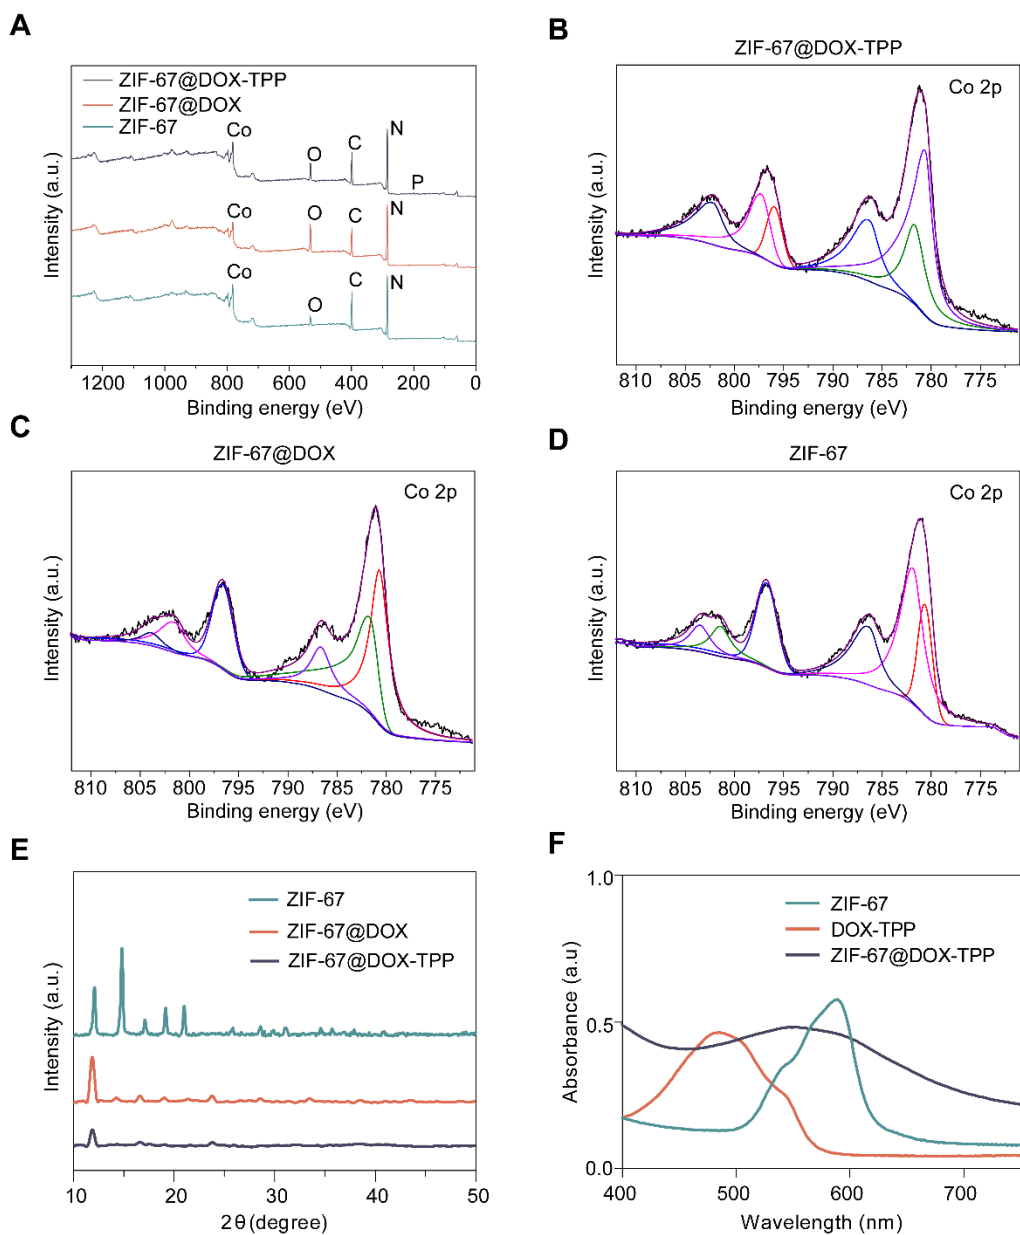 A
ZIF-67@DOX-TPP
ZIF-67@DOX
ZIF-67
Co
O
C
N
P
Co
O
C
N
Co
O
C
N
Intensity (a.u.)
1200 1000 800 600 400 200 0
Binding energy (eV)
B
ZIF-67@DOX-TPP
Co 2p
Intensity (a.u.)
810 805 800 795 790 785 780 775
Binding energy (eV)
C
ZIF-67@DOX
Co 2p
Intensity (a.u.)
810 805 800 795 790 785 780 775
Binding energy (eV)
D
ZIF-67
Co 2p
Intensity (a.u.)
810 805 800 795 790 785 780 775
Binding energy (eV)
E
ZIF-67
ZIF-67@DOX
ZIF-67@DOX-TPP
Intensity (a.u.)
10 20 30 40 50
2θ (degree)
F
1.0
ZIF-67
DOX-TPP
ZIF-67@DOX-TPP
Absorbance (a.u)
0.5
0.0
400 500 600 700
Wavelength (nm)